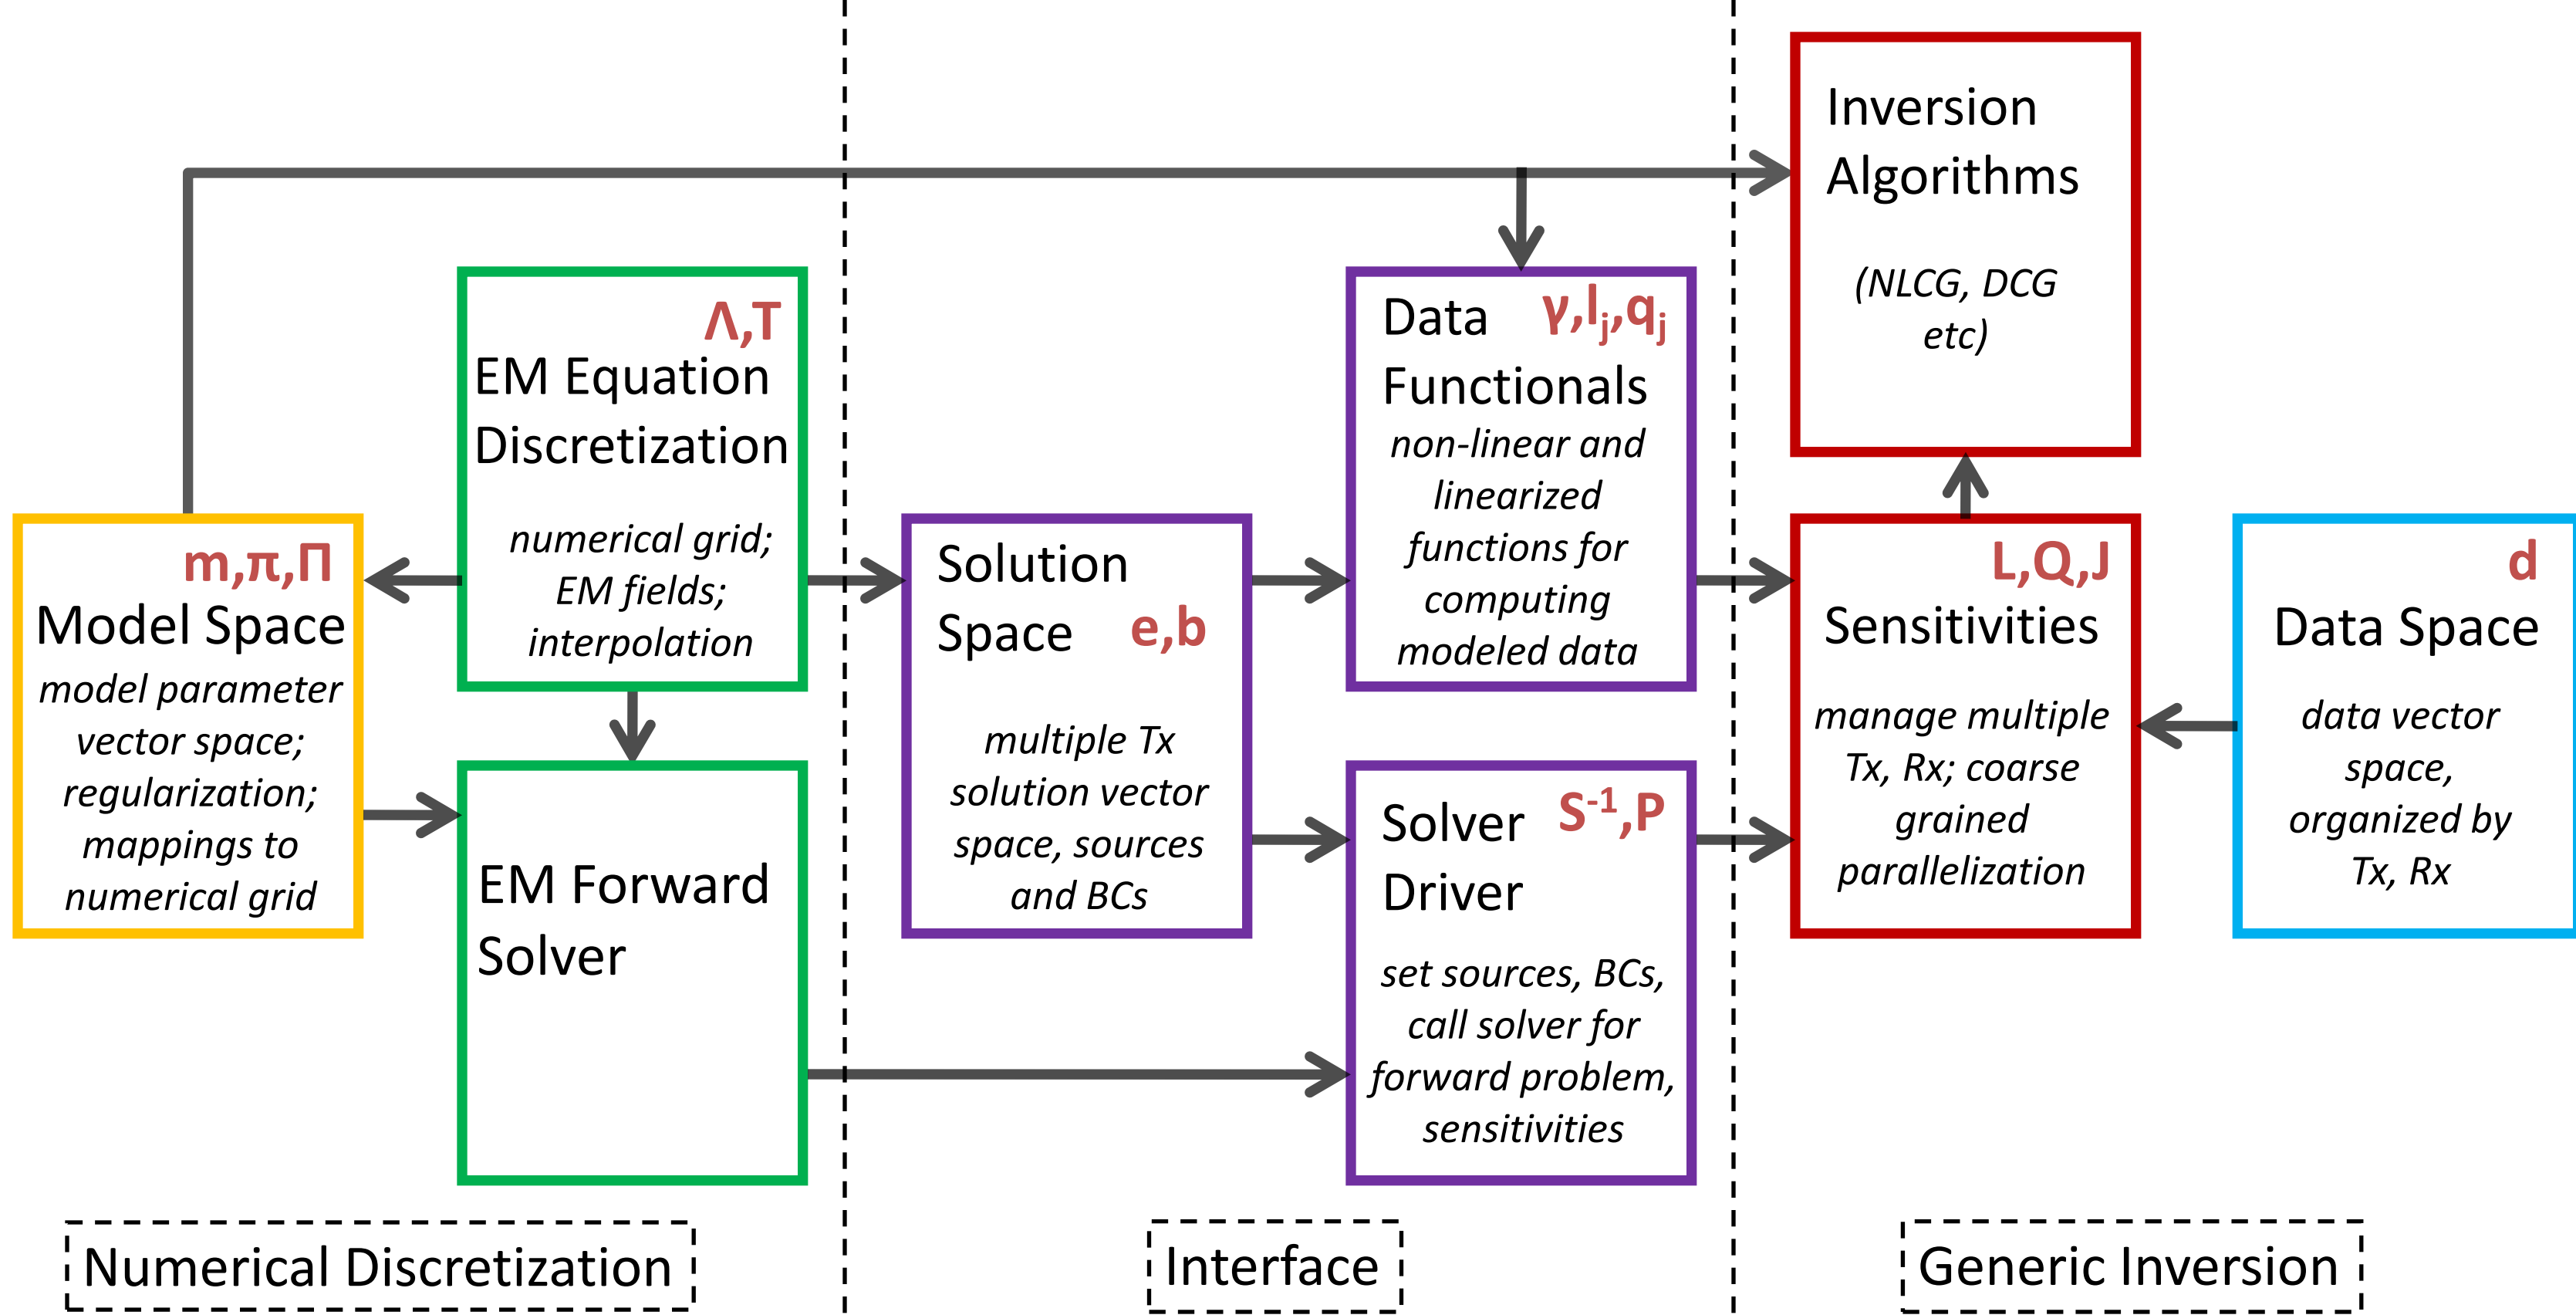 m,π,Π
Model Space
model parameter
vector space;
regularization;
mappings to
numerical grid
Λ,T
EM Equation
Discretization
numerical grid;
EM fields;
interpolation
EM Forward
Solver
Solution
Space e,b
multiple Tx
solution vector
space, sources
and BCs
Data γ,lj,qj
Functionals
non-linear and
linearized
functions for
computing
modeled data
Solver S-1,P
Driver
set sources, BCs,
call solver for
forward problem,
sensitivities
Inversion
Algorithms
(NLCG, DCG
etc)
L,Q,J
Sensitivities
manage multiple
Tx, Rx; coarse
grained
parallelization
d
Data Space
data vector
space,
organized by
Tx, Rx
Numerical Discretization
Interface
Generic Inversion